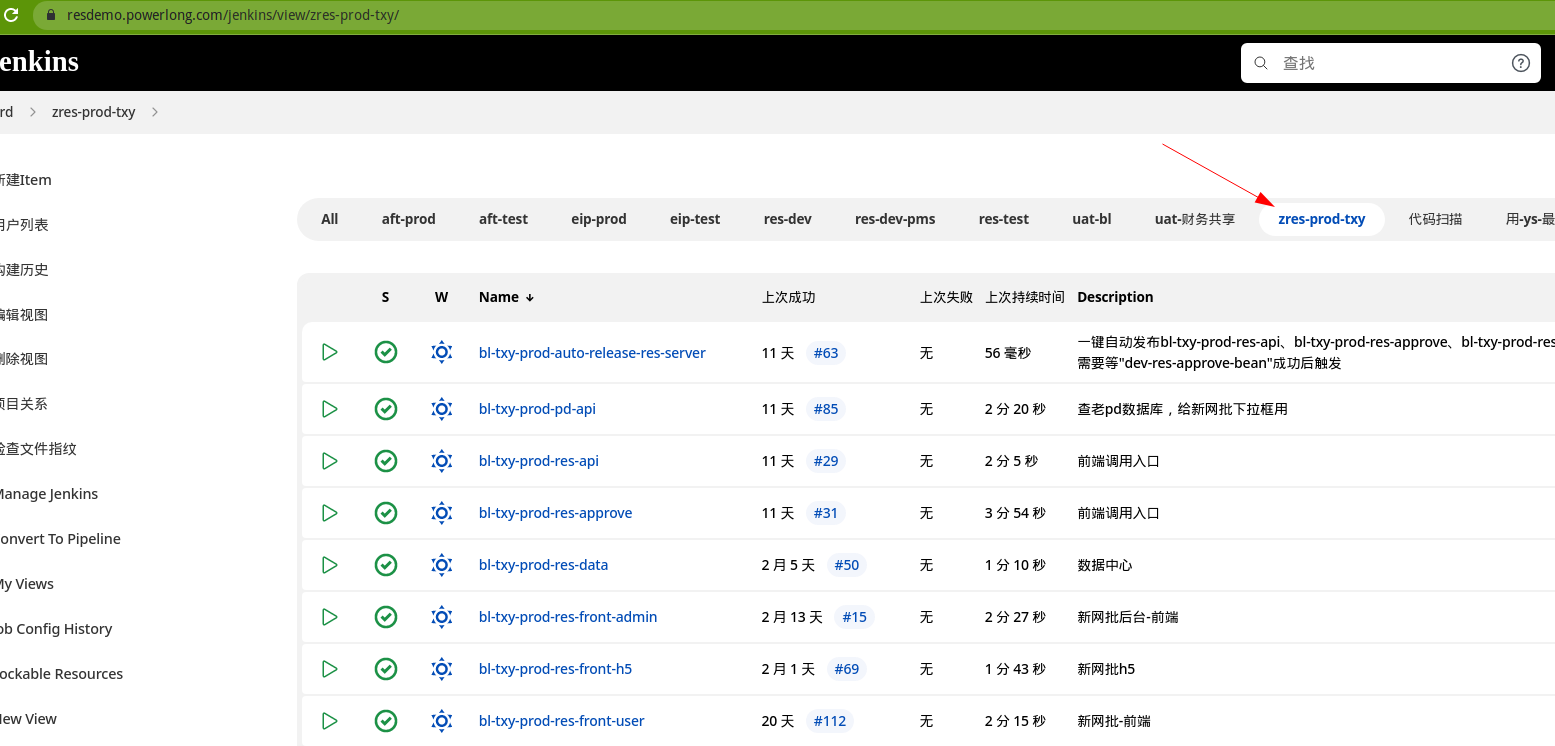 resdemo.powerlong.com/jenkins/view/zres-prod-txy/
enkins
查找
rd > zres-prod-txy >
新建Item
用户列表
构建历史
编辑视图
删除视图
项目关系
检查文件指纹
Manage Jenkins
onvert To Pipeline
My Views
ob Config History
ockable Resources
New View
All aft-prod aft-test eip-prod eip-test res-dev res-dev-pms res-test uat-bl uat-财务共享 zres-prod-txy 代码扫描 用-ys-最
S W Name ↓ 上次成功 上次失败 上次持续时间 Description
bl-txy-prod-auto-release-res-server 11 天 #63 无 56 毫秒 一键自动发布bl-txy-prod-res-api、bl-txy-prod-res-approve、bl-txy-prod-res
需要等"dev-res-approve-bean"成功后触发
bl-txy-prod-pd-api 11 天 #85 无 2 分 20 秒 查老pd数据库，给新网批下拉框用
bl-txy-prod-res-api 11 天 #29 无 2 分 5 秒 前端调用入口
bl-txy-prod-res-approve 11 天 #31 无 3 分 54 秒 前端调用入口
bl-txy-prod-res-data 2 月 5 天 #50 无 1 分 10 秒 数据中心
bl-txy-prod-res-front-admin 2 月 13 天 #15 无 2 分 27 秒 新网批后台-前端
bl-txy-prod-res-front-h5 2 月 1 天 #69 无 1 分 43 秒 新网批h5
bl-txy-prod-res-front-user 20 天 #112 无 2 分 15 秒 新网批-前端